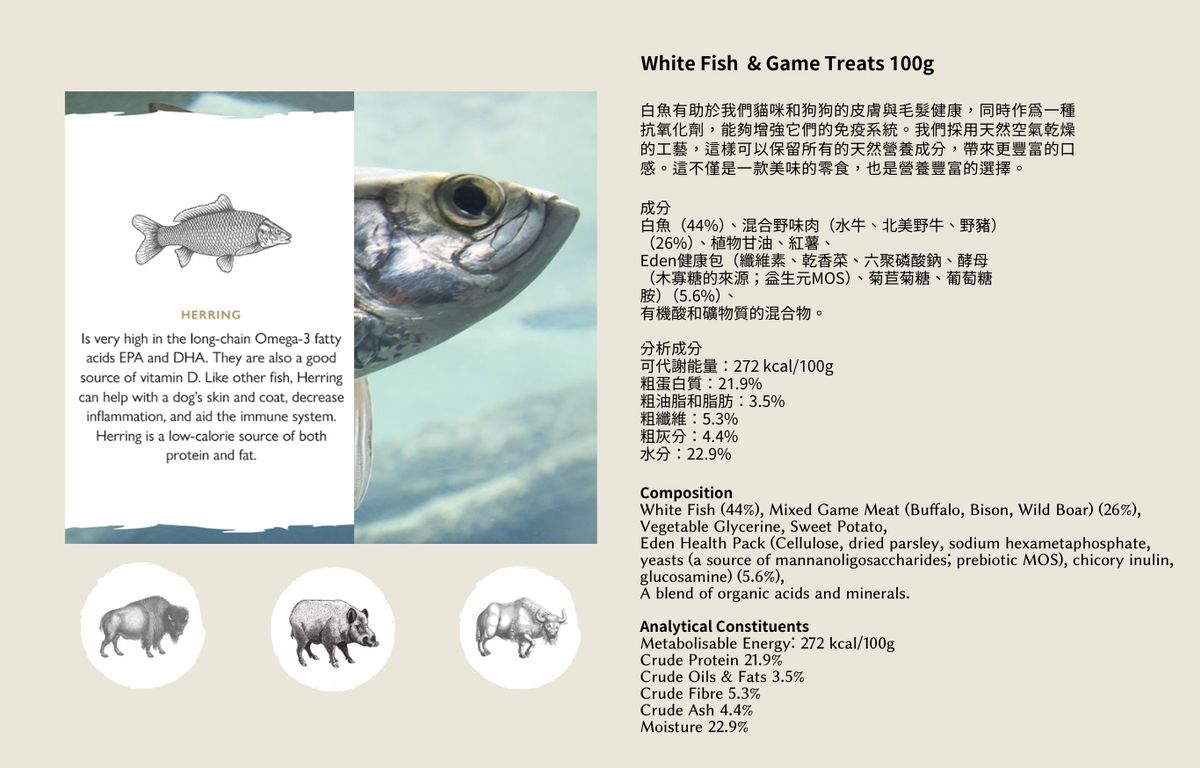 HERRING
Is very high in the long-chain Omega-3 fatty
acids EPA and DHA. They are also a good
source of vitamin D. Like other fish, Herring
can help with a dog's skin and coat, decrease
inflammation, and aid the immune system.
Herring is a low-calorie source of both
protein and fat.
White Fish & Game Treats 100g
白魚有助於我們貓咪和狗狗的皮膚與毛髮健康，同時作爲一種
抗氧化劑，能夠增強它們的免疫系統。我們採用天然空氣乾燥
的工藝，這樣可以保留所有的天然營養成分，帶來更豐富的口
感。這不僅是一款美味的零食，也是營養豐富的選擇。
成分
白魚（44%）、混合野味肉（水牛、北美野牛、野豬）
（26%）、植物甘油、紅薯、
Eden健康包（纖維素、乾香菜、六聚磷酸鈉、酵母
（木寡糖的來源；益生元MOS）、菊苣菊糖、葡萄糖
胺）（5.6%）、
有機酸和礦物質的混合物。
分析成分
可代謝能量：272 kcal/100g
粗蛋白質：21.9%
粗油脂和脂肪：3.5%
粗纖維：5.3%
粗灰分：4.4%
水分：22.9%
Composition
White Fish (44%), Mixed Game Meat (Buffalo, Bison, Wild Boar) (26%),
Vegetable Glycerine, Sweet Potato,
Eden Health Pack (Cellulose, dried parsley, sodium hexametaphosphate,
yeasts (a source of mannanoligosaccharides; prebiotic MOS), chicory inulin,
glucosamine) (5.6%),
A blend of organic acids and minerals.
Analytical Constituents
Metabolisable Energy: 272 kcal/100g
Crude Protein 21.9%
Crude Oils & Fats 3.5%
Crude Fibre 5.3%
Crude Ash 4.4%
Moisture 22.9%